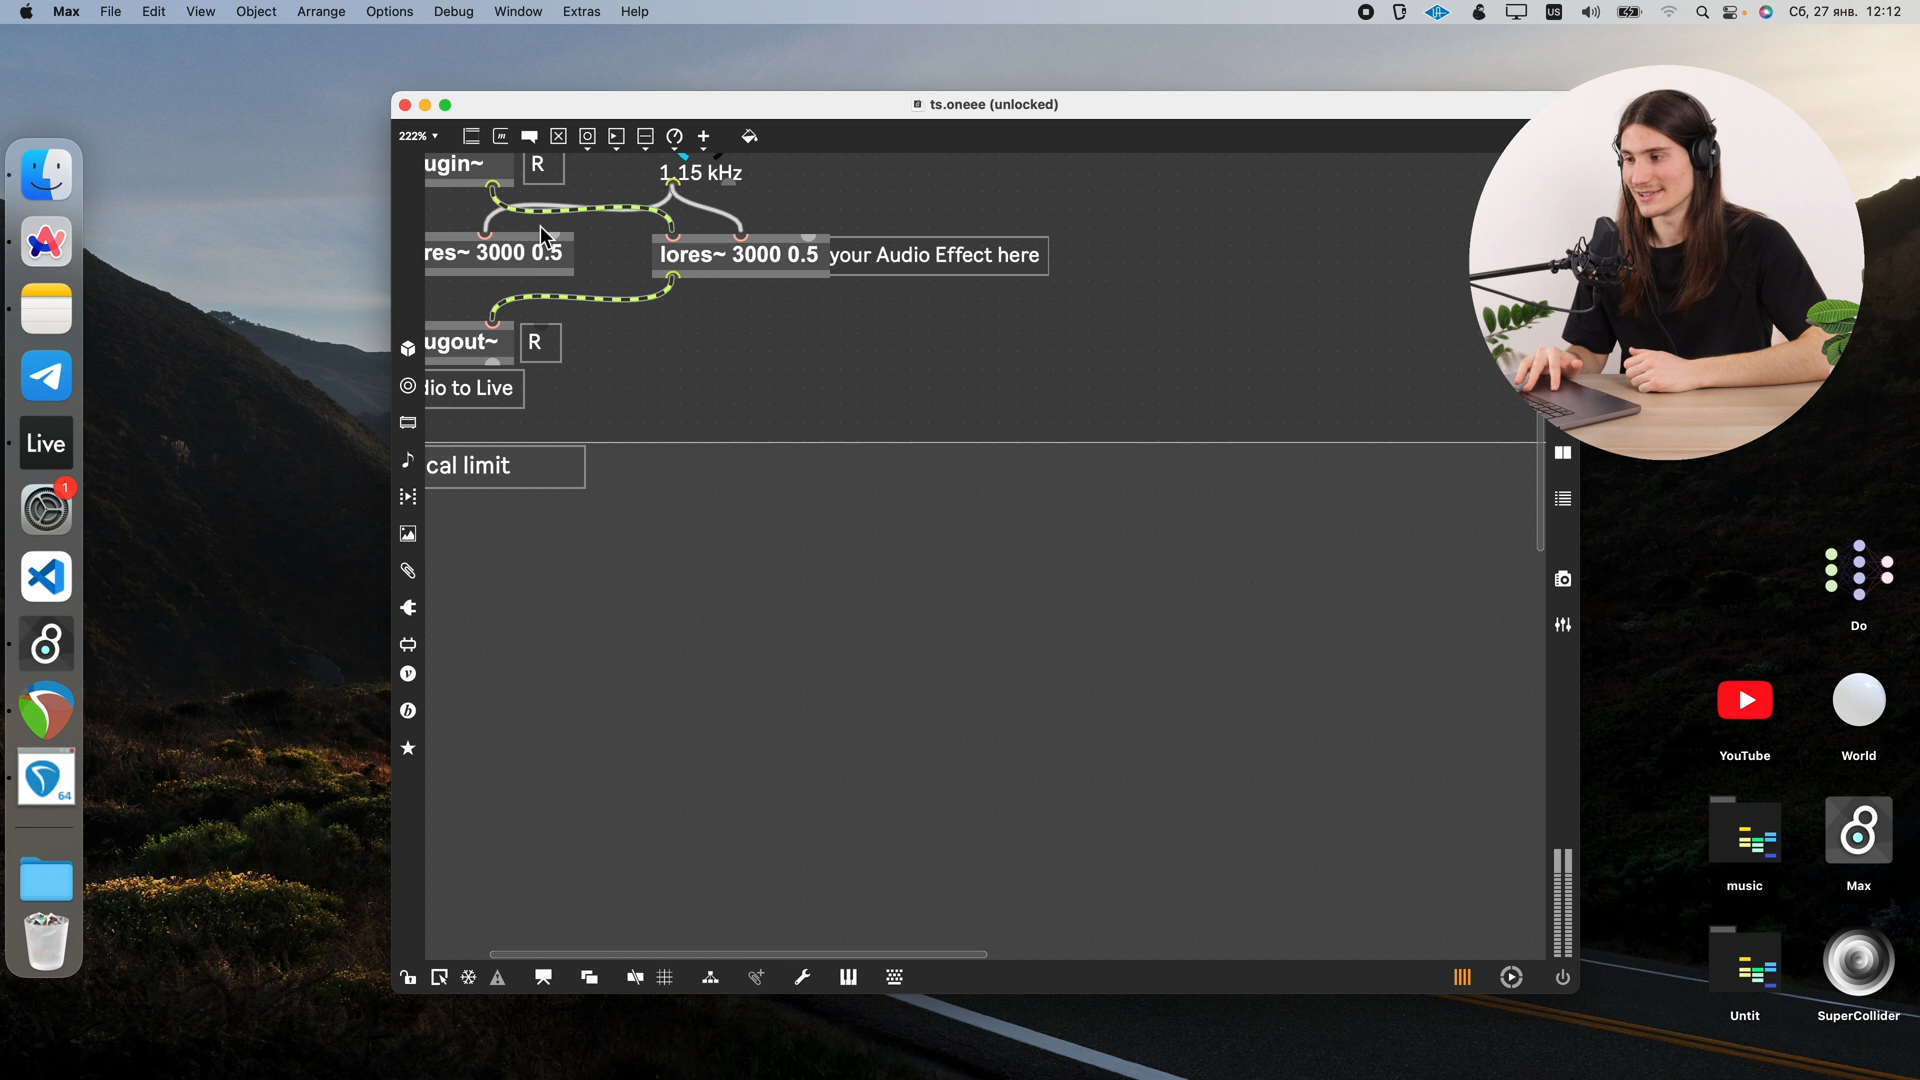 Max File Edit View Object Arrange Options Debug Window Extras Help
US
Сб, 27 янв. 12:12
ts.oneee (unlocked)
222%
m
ugin~ R
1.15 kHz
res~ 3000 0.5
lores~ 3000 0.5
your Audio Effect here
ugout~ R
dio to Live
cal limit
Live
1
64
v
b
Do
YouTube
World
music
Max
Untit
SuperCollider